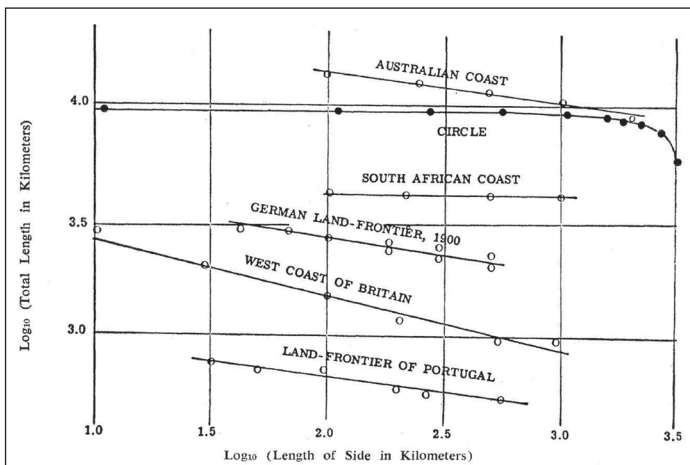 AUSTRALIAN COAST
4.0
CIRCLE
SOUTH AFRICAN COAST
GERMAN LAND-FRONTIER, 1900
3.5
WEST COAST OF BRITAIN
3.0
LAND-FRONTIER OF PORTUGAL
Log₁₀ (Total Length in Kilometers)
1.0 1.5 2.0 2.5 3.0 3.5
Log₁₀ (Length of Side in Kilometers)